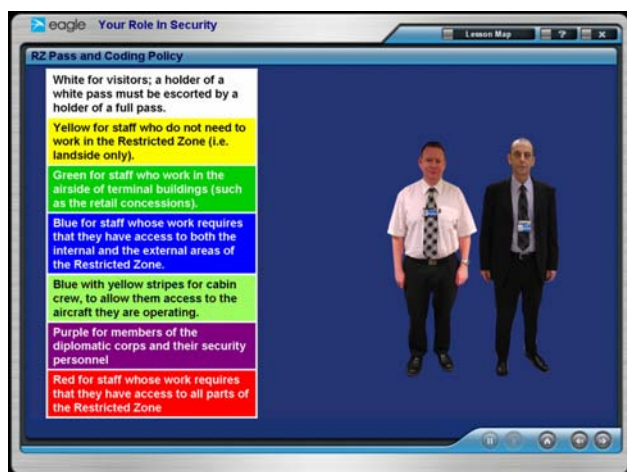 eagle Your Role In Security
Lesson Map ? X
RZ Pass and Coding Policy
White for visitors; a holder of a
white pass must be escorted by a
holder of a full pass.
Yellow for staff who do not need to
work in the Restricted Zone (i.e.
landside only).
Green for staff who work in the
airside of terminal buildings (such
as the retail concessions).
Blue for staff whose work requires
that they have access to both the
internal and the external areas of
the Restricted Zone.
Blue with yellow stripes for cabin
crew, to allow them access to the
aircraft they are operating.
Purple for members of the
diplomatic corps and their security
personnel
Red for staff whose work requires
that they have access to all parts of
the Restricted Zone